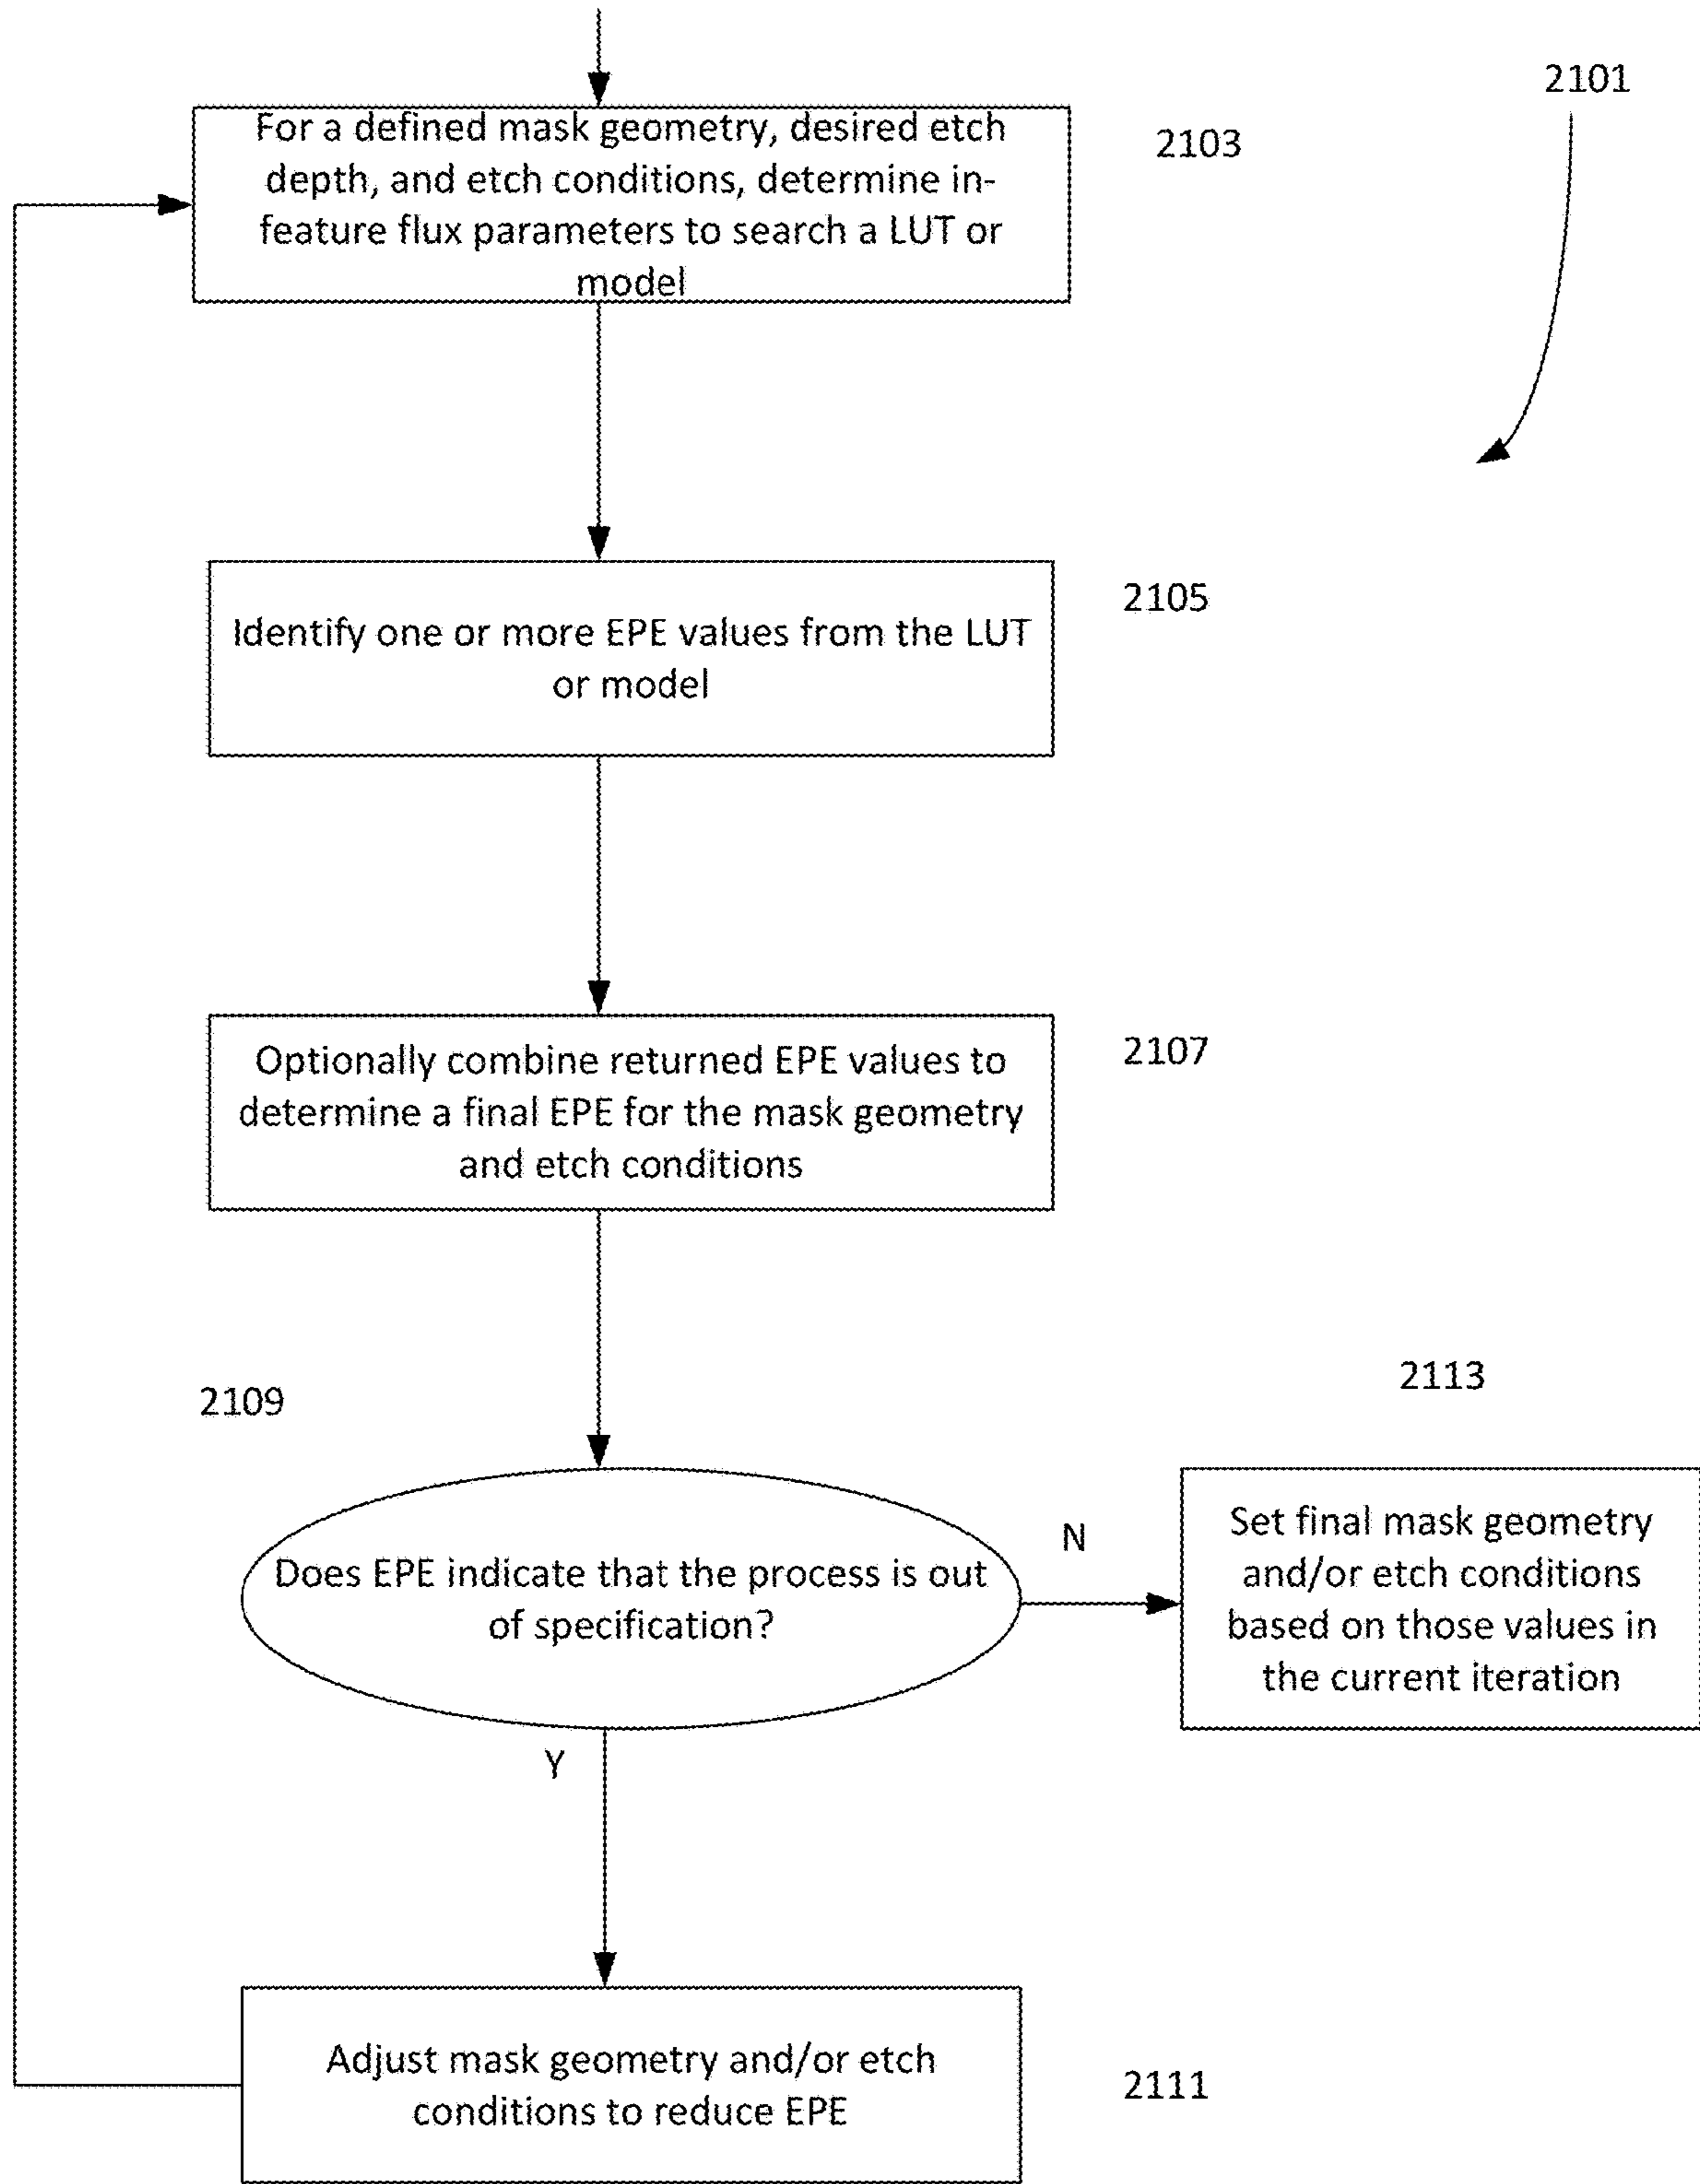 2101
For a defined mask geometry, desired etch
depth, and etch conditions, determine in-
feature flux parameters to search a LUT or
model
2103
Identify one or more EPE values from the LUT
or model
2105
Optionally combine returned EPE values to
determine a final EPE for the mask geometry
and etch conditions
2107
2109
Does EPE indicate that the process is out
of specification?
N
2113
Set final mask geometry
and/or etch conditions
based on those values in
the current iteration
Y
Adjust mask geometry and/or etch
conditions to reduce EPE
2111